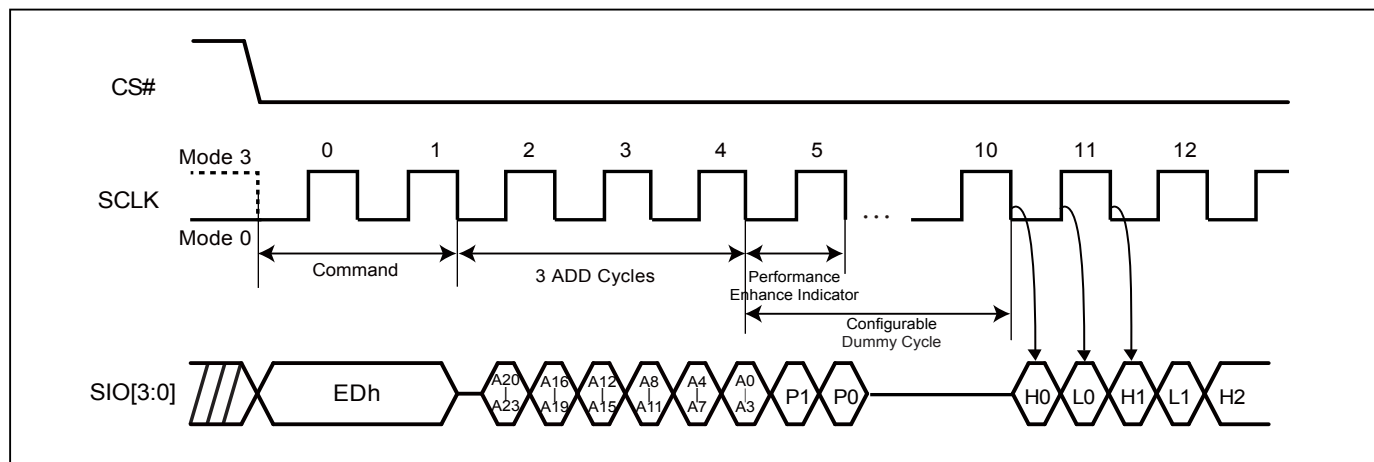 CS#
Mode 3
0 1 2 3 4 5 10 11 12
SCLK
...
Mode 0
Command
3 ADD Cycles
Performance
Enhance Indicator
Configurable
Dummy Cycle
SIO[3:0]
EDh
A20 | A23
A16 | A19
A12 | A15
A8 | A11
A4 | A7
A0 | A3
P1
P0
H0
L0
H1
L1
H2